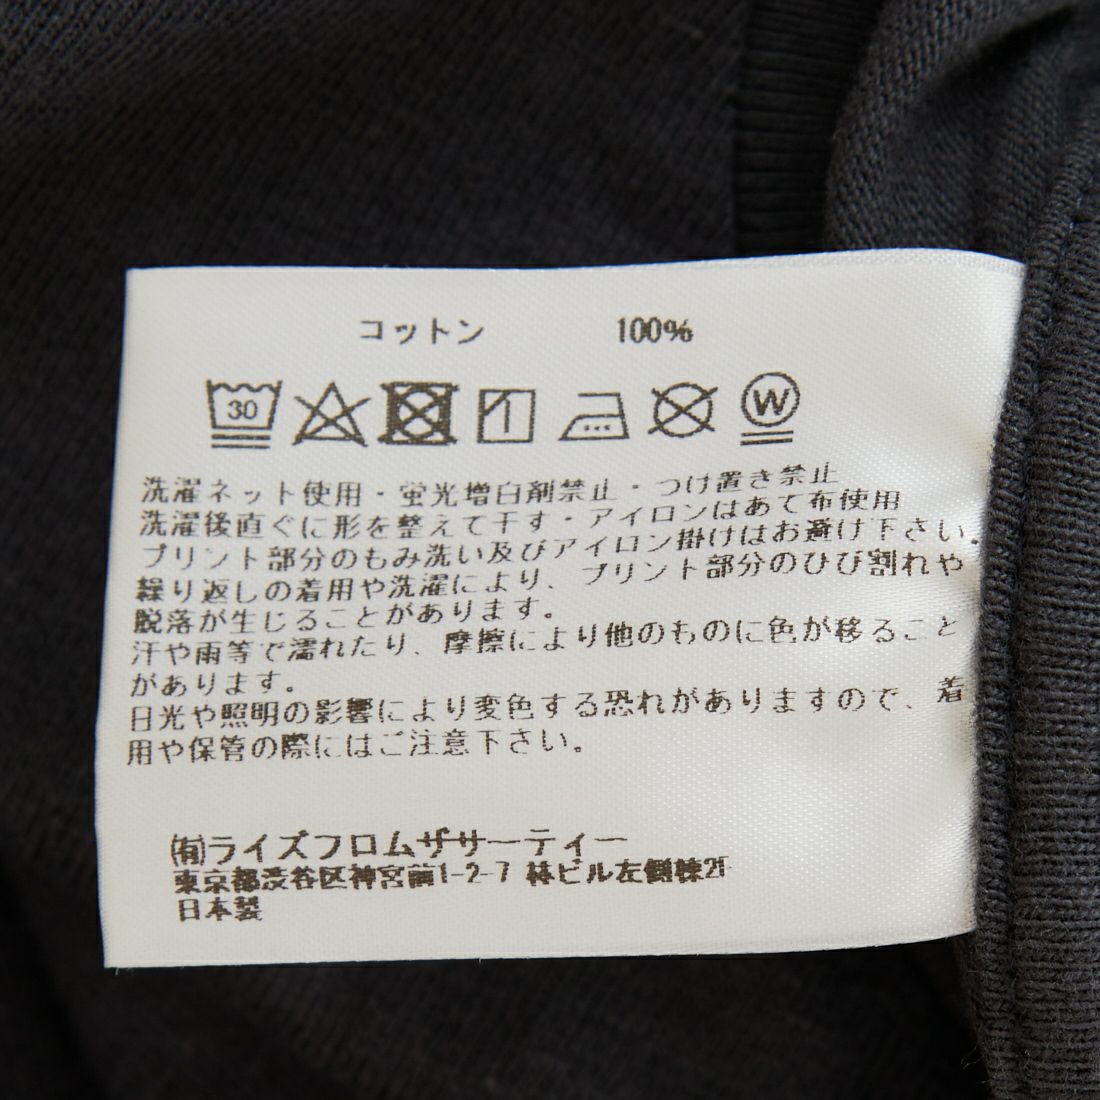 コットン 100%
30 W
洗濯ネット使用・蛍光増白剤禁止・つけ置き禁止
洗濯後直ぐに形を整えて干す・アイロンはあて布使用
プリント部分のもみ洗い及びアイロン掛けはお避け下さい。
繰り返しの着用や洗濯により、プリント部分のひび割れや
脱落が生じることがあります。
汗や雨等で濡れたり、摩擦により他のものに色が移ること
があります。
日光や照明の影響により変色する恐れがありますので、着
用や保管の際にはご注意下さい。
㈲ライズフロムザサーティー
東京都渋谷区神宮前1-2-7 林ビル左側棟2F
日本製